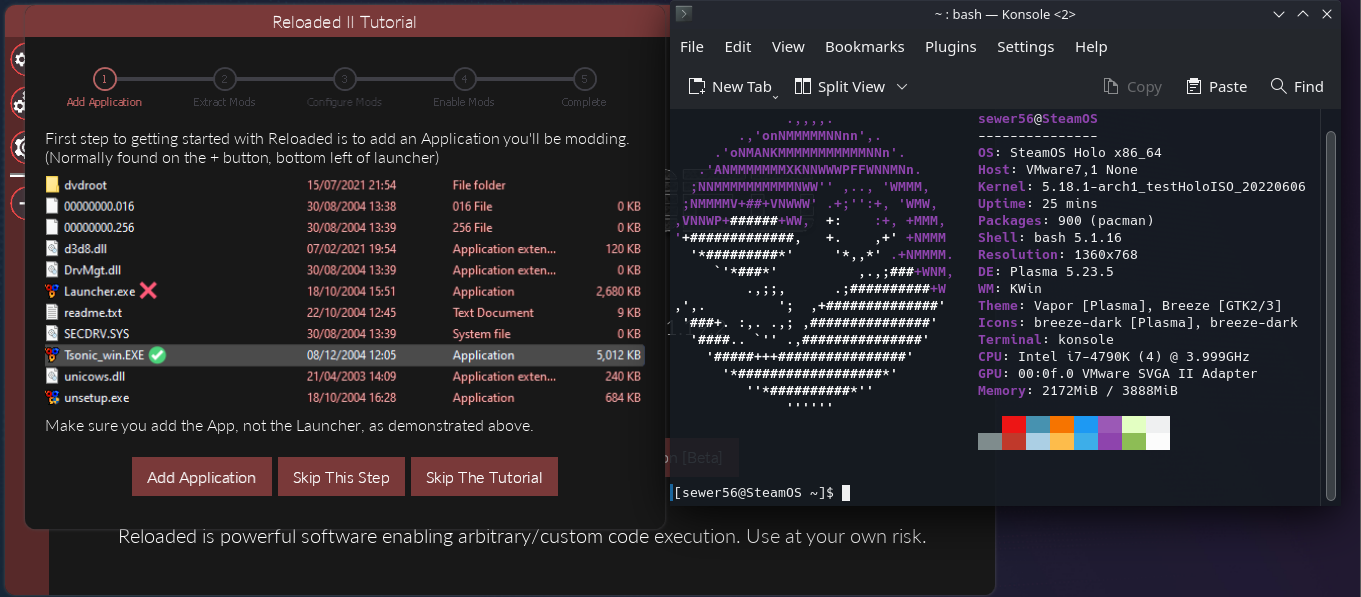 Reloaded II Tutorial
1 2 3 4 5
Add Application Extract Mods Configure Mods Enable Mods Complete
First step to getting started with Reloaded is to add an Application you'll be modding.
(Normally found on the + button, bottom left of launcher)
dvdroot 15/07/2021 21:54 File folder
00000000.016 30/08/2004 13:38 016 File 0 KB
00000000.256 30/08/2004 13:39 256 File 0 KB
d3d8.dll 07/02/2021 19:54 Application exten... 120 KB
DrvMgt.dll 30/08/2004 13:39 Application exten... 0 KB
Launcher.exe 18/10/2004 15:51 Application 2,680 KB
readme.txt 22/10/2004 12:45 Text Document 9 KB
SECDRV.SYS 30/08/2004 13:39 System file 0 KB
Tsonic_win.EXE 08/12/2004 12:05 Application 5,012 KB
unicows.dll 21/04/2003 14:09 Application exten... 240 KB
unsetup.exe 18/10/2004 16:28 Application 684 KB
Make sure you add the App, not the Launcher, as demonstrated above.
Add Application Skip This Step Skip The Tutorial
Reloaded is powerful software enabling arbitrary/custom code execution. Use at your own risk.
~ : bash — Konsole <2>
File Edit View Bookmarks Plugins Settings Help
New Tab Split View Copy Paste Find
sewer56@SteamOS
---------------
OS: SteamOS Holo x86_64
Host: VMware7,1 None
Kernel: 5.18.1-arch1_testHoloISO_20220606
Uptime: 25 mins
Packages: 900 (pacman)
Shell: bash 5.1.16
Resolution: 1360x768
DE: Plasma 5.23.5
WM: KWin
Theme: Vapor [Plasma], Breeze [GTK2/3]
Icons: breeze-dark [Plasma], breeze-dark
Terminal: konsole
CPU: Intel i7-4790K (4) @ 3.999GHz
GPU: 00:0f.0 VMware SVGA II Adapter
Memory: 2172MiB / 3888MiB
on [Beta]
[sewer56@SteamOS ~]$